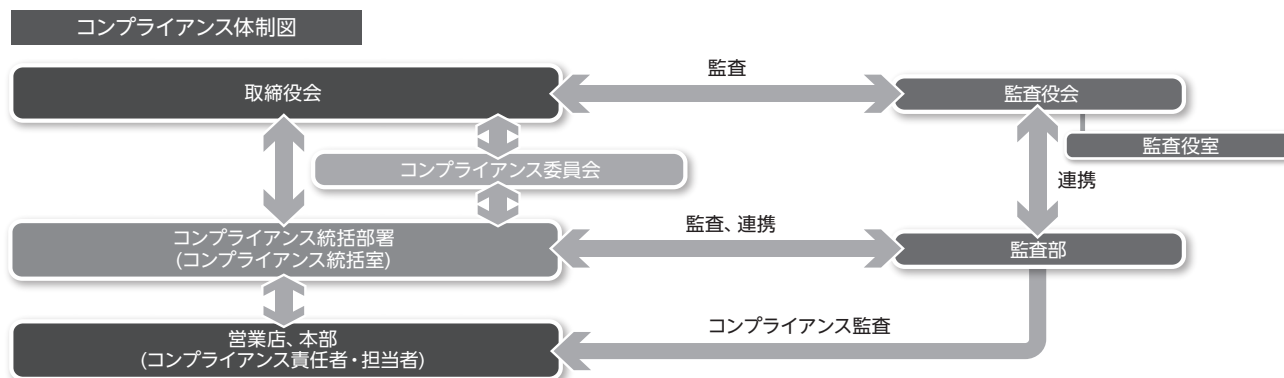 コンプライアンス体制図
監査
取締役会
監査役会
監査役室
コンプライアンス委員会
連携
監査、連携
コンプライアンス統括部署
(コンプライアンス統括室)
監査部
コンプライアンス監査
営業店、本部
(コンプライアンス責任者・担当者)